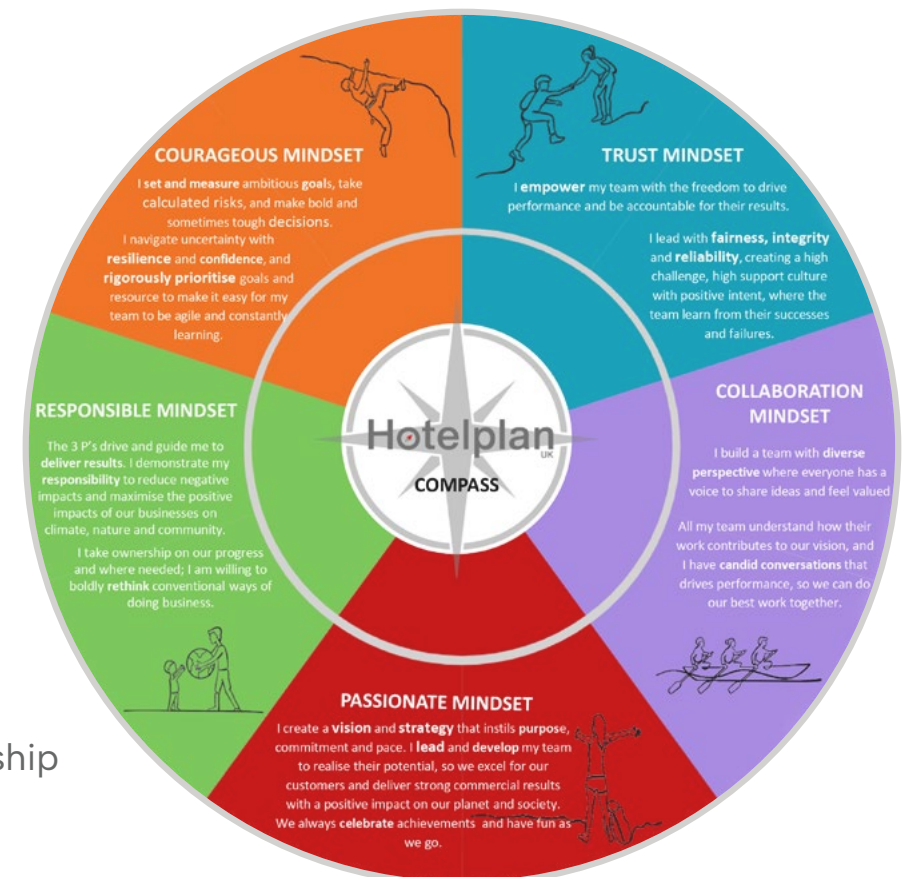 COURAGEOUS MINDSET
I set and measure ambitious goals, take
calculated risks, and make bold and
sometimes tough decisions.
I navigate uncertainty with
resilience and confidence, and
rigorously prioritise goals and
resource to make it easy for my
team to be agile and constantly
learning.
TRUST MINDSET
I empower my team with the freedom to drive
performance and be accountable for their results.
I lead with fairness, integrity
and reliability, creating a high
challenge, high support culture
with positive intent, where the
team learn from their successes
and failures.
COLLABORATION
MINDSET
I build a team with diverse
perspective where everyone has a
voice to share ideas and feel valued
All my team understand how their
work contributes to our vision, and
I have candid conversations that
drives performance, so we can do
our best work together.
PASSIONATE MINDSET
I create a vision and strategy that instils purpose,
commitment and pace. I lead and develop my team
to realise their potential, so we excel for our
customers and deliver strong commercial results
with a positive impact on our planet and society.
We always celebrate achievements and have fun as
we go.
RESPONSIBLE MINDSET
The 3 P's drive and guide me to
deliver results. I demonstrate my
responsibility to reduce negative
impacts and maximise the positive
impacts of our businesses on
climate, nature and community.
I take ownership on our progress
and where needed; I am willing to
boldly rethink conventional ways of
doing business.
Hotelplan
UK
COMPASS
ship